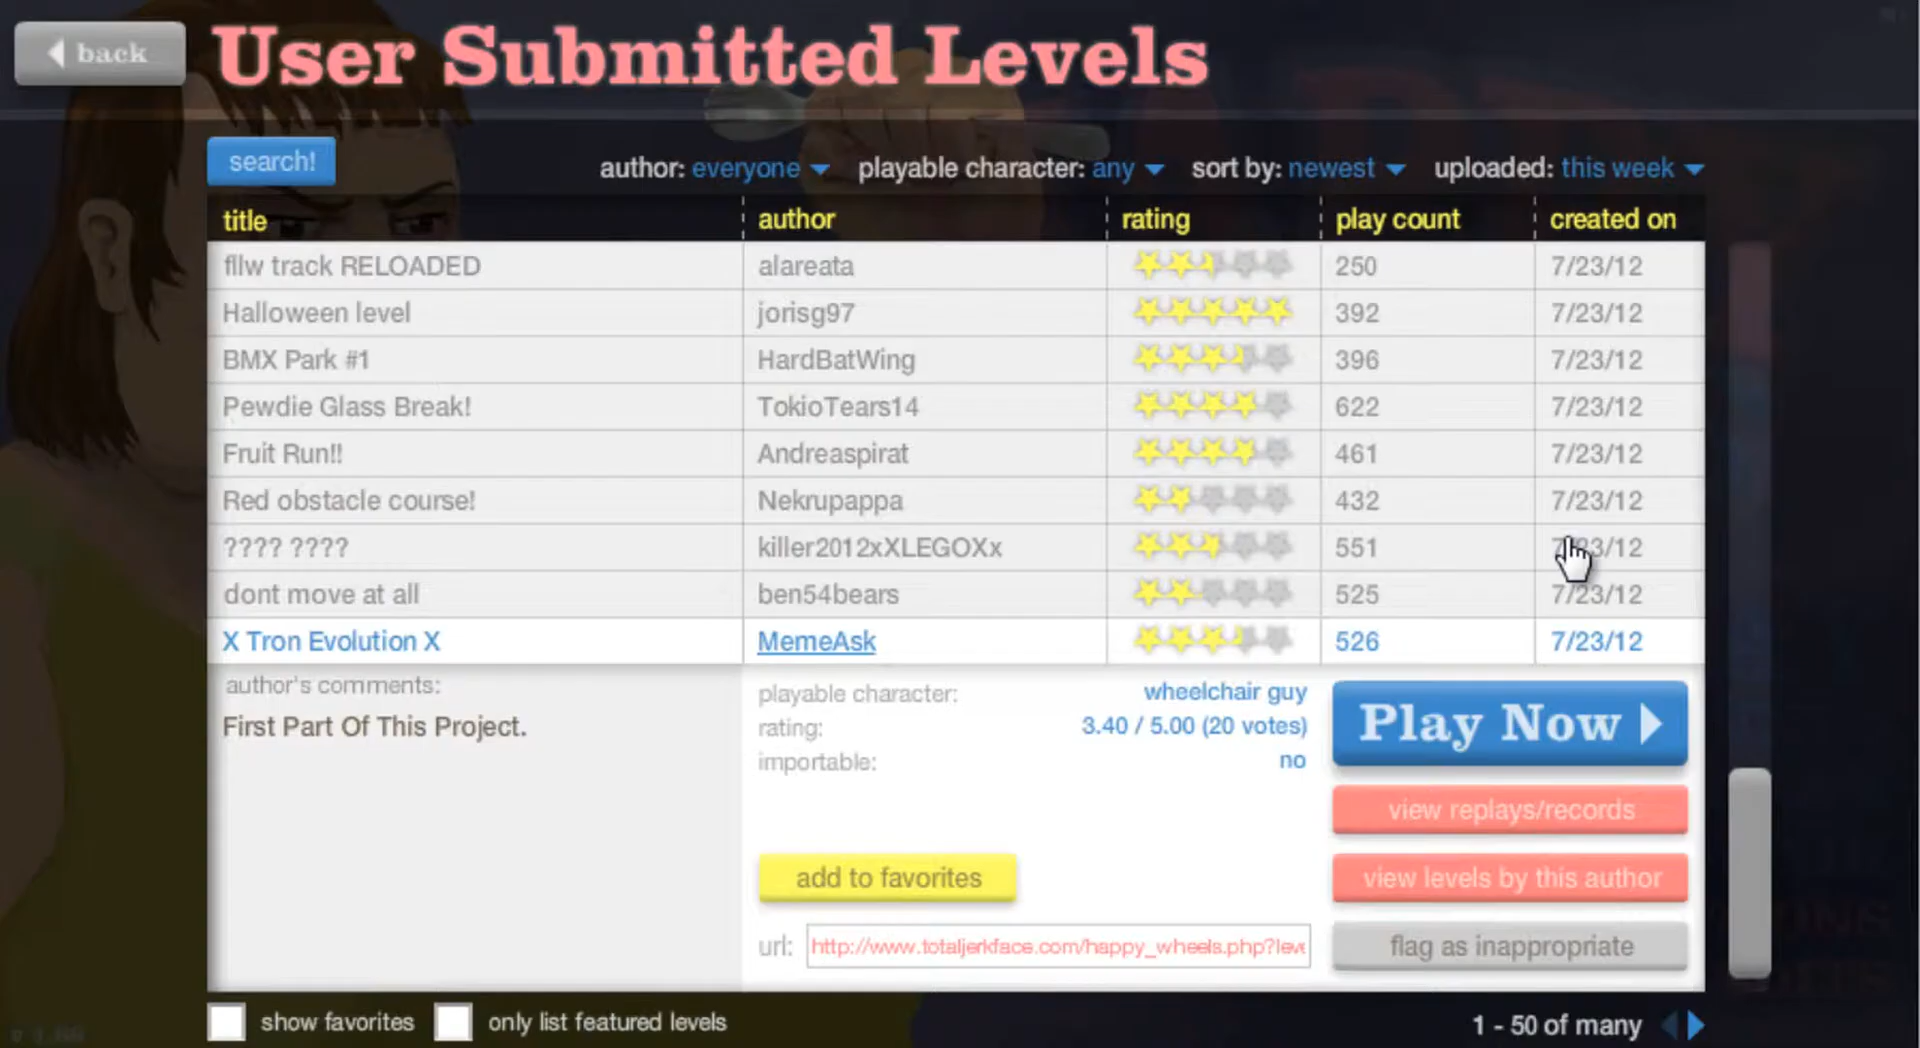 back
User Submitted Levels
search!
author: everyone playable character: any sort by: newest uploaded: this week
title author rating play count created on
fllw track RELOADED alareata 250 7/23/12
Halloween level jorisg97 392 7/23/12
BMX Park #1 HardBatWing 396 7/23/12
Pewdie Glass Break! TokioTears14 622 7/23/12
Fruit Run!! Andreaspirat 461 7/23/12
Red obstacle course! Nekrupappa 432 7/23/12
???? ???? killer2012xXLEGOXx 551 7/23/12
dont move at all ben54bears 525 7/23/12
X Tron Evolution X MemeAsk 526 7/23/12
author's comments:
First Part Of This Project.
playable character: wheelchair guy
rating: 3.40 / 5.00 (20 votes)
importable: no
Play Now
view replays/records
add to favorites
view levels by this author
url: http://www.totaljerkface.com/happy_wheels.php?leve
flag as inappropriate
show favorites only list featured levels
1 - 50 of many